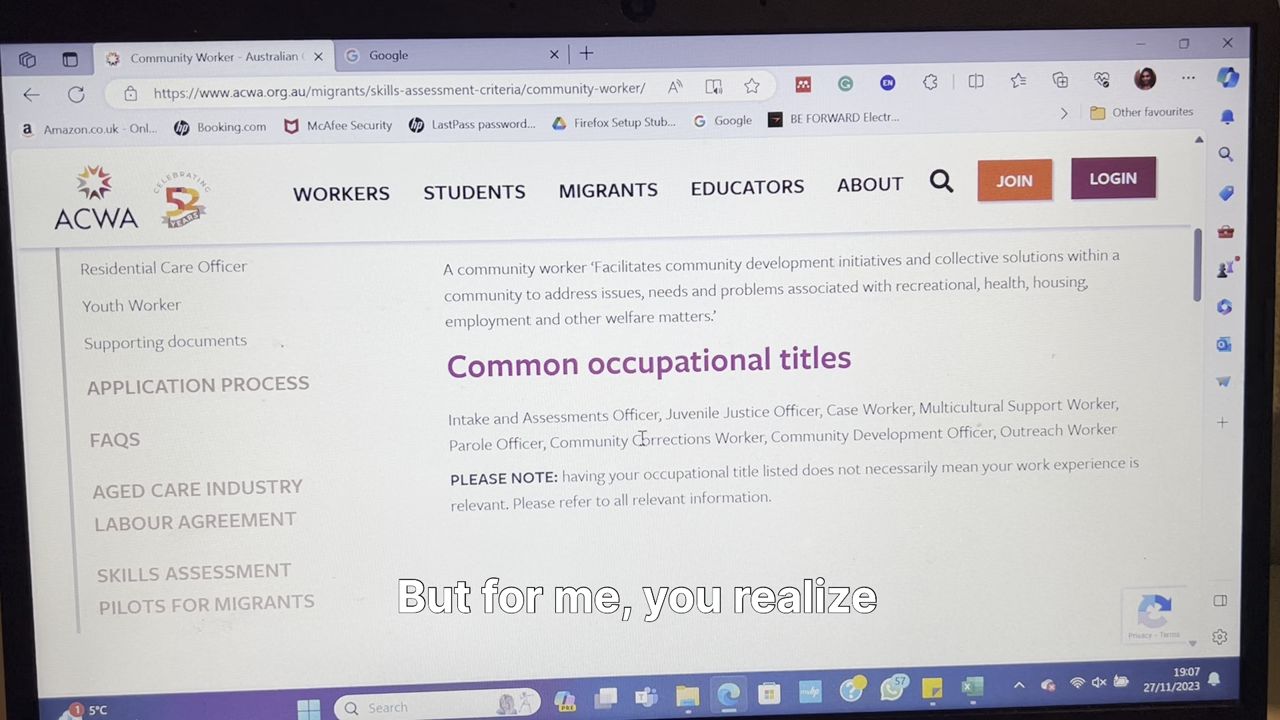 Community Worker - Australian
Google
https://www.acwa.org.au/migrants/skills-assessment-criteria/community-worker/
EN
Amazon.co.uk - Onl...
Booking.com
McAfee Security
LastPass password...
Firefox Setup Stub...
Google
BE FORWARD Electr...
Other favourites
ACWA
CELEBRATING
52
YEARS
WORKERS
STUDENTS
MIGRANTS
EDUCATORS
ABOUT
JOIN
LOGIN
Residential Care Officer
Youth Worker
Supporting documents
APPLICATION PROCESS
FAQS
AGED CARE INDUSTRY
LABOUR AGREEMENT
SKILLS ASSESSMENT
PILOTS FOR MIGRANTS
A community worker ‘Facilitates community development initiatives and collective solutions within a
community to address issues, needs and problems associated with recreational, health, housing,
employment and other welfare matters.’
Common occupational titles
Intake and Assessments Officer, Juvenile Justice Officer, Case Worker, Multicultural Support Worker,
Parole Officer, Community Corrections Worker, Community Development Officer, Outreach Worker
PLEASE NOTE: having your occupational title listed does not necessarily mean your work experience is
relevant. Please refer to all relevant information.
But for me, you realize
Privacy - Terms
1
5°C
Search
PRE
57
19:07
27/11/2023